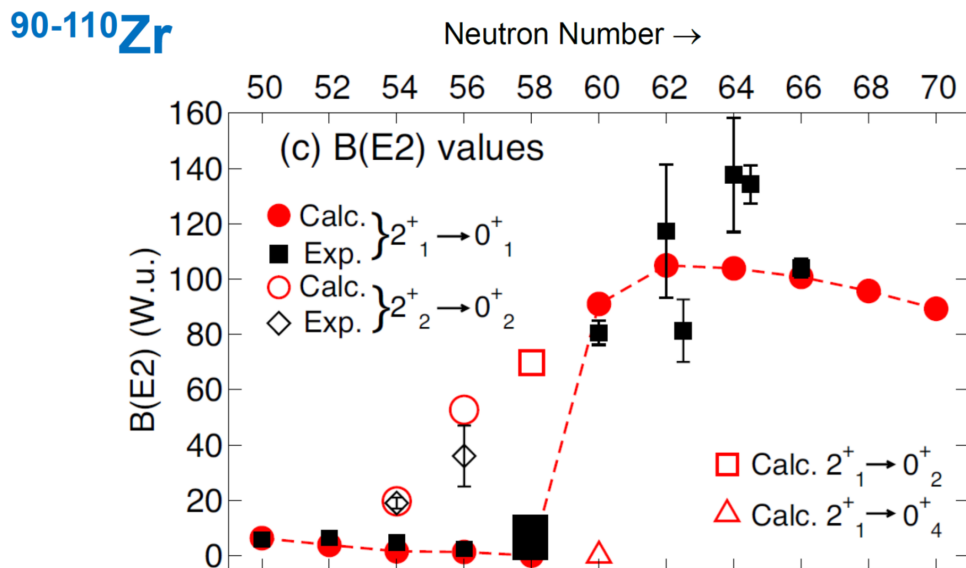 90-110Zr
Neutron Number →
50 52 54 56 58 60 62 64 66 68 70
160
140
120
100
80
60
40
20
0
B(E2) (W.u.)
(c) B(E2) values
Calc.
Exp.
} 2⁺₁ → 0⁺₁
Calc.
Exp.
} 2⁺₂ → 0⁺₂
Calc. 2⁺₁ → 0⁺₂
Calc. 2⁺₁ → 0⁺₄